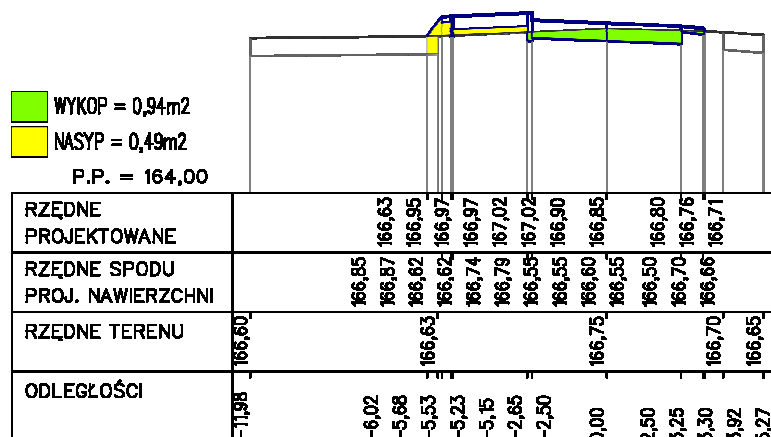 WYKOP = 0,94m2
NASYP = 0,49m2
P.P. = 164,00
RZĘDNE
PROJEKTOWANE
166,63 166,95 166,97 166,97 167,02 167,02 166,90 166,85 166,80 166,76 166,71
RZĘDNE SPODU
PROJ. NAWIERZCHNI
166,85 166,87 166,62 166,62 166,74 166,79 166,55 166,55 166,60 166,55 166,50 166,70 166,66
RZĘDNE TERENU
166,60 166,63 166,75 166,70 166,65
ODLEGŁOŚCI
-11,98 -6,02 -5,68 -5,53 -5,23 -5,15 -2,65 -2,50